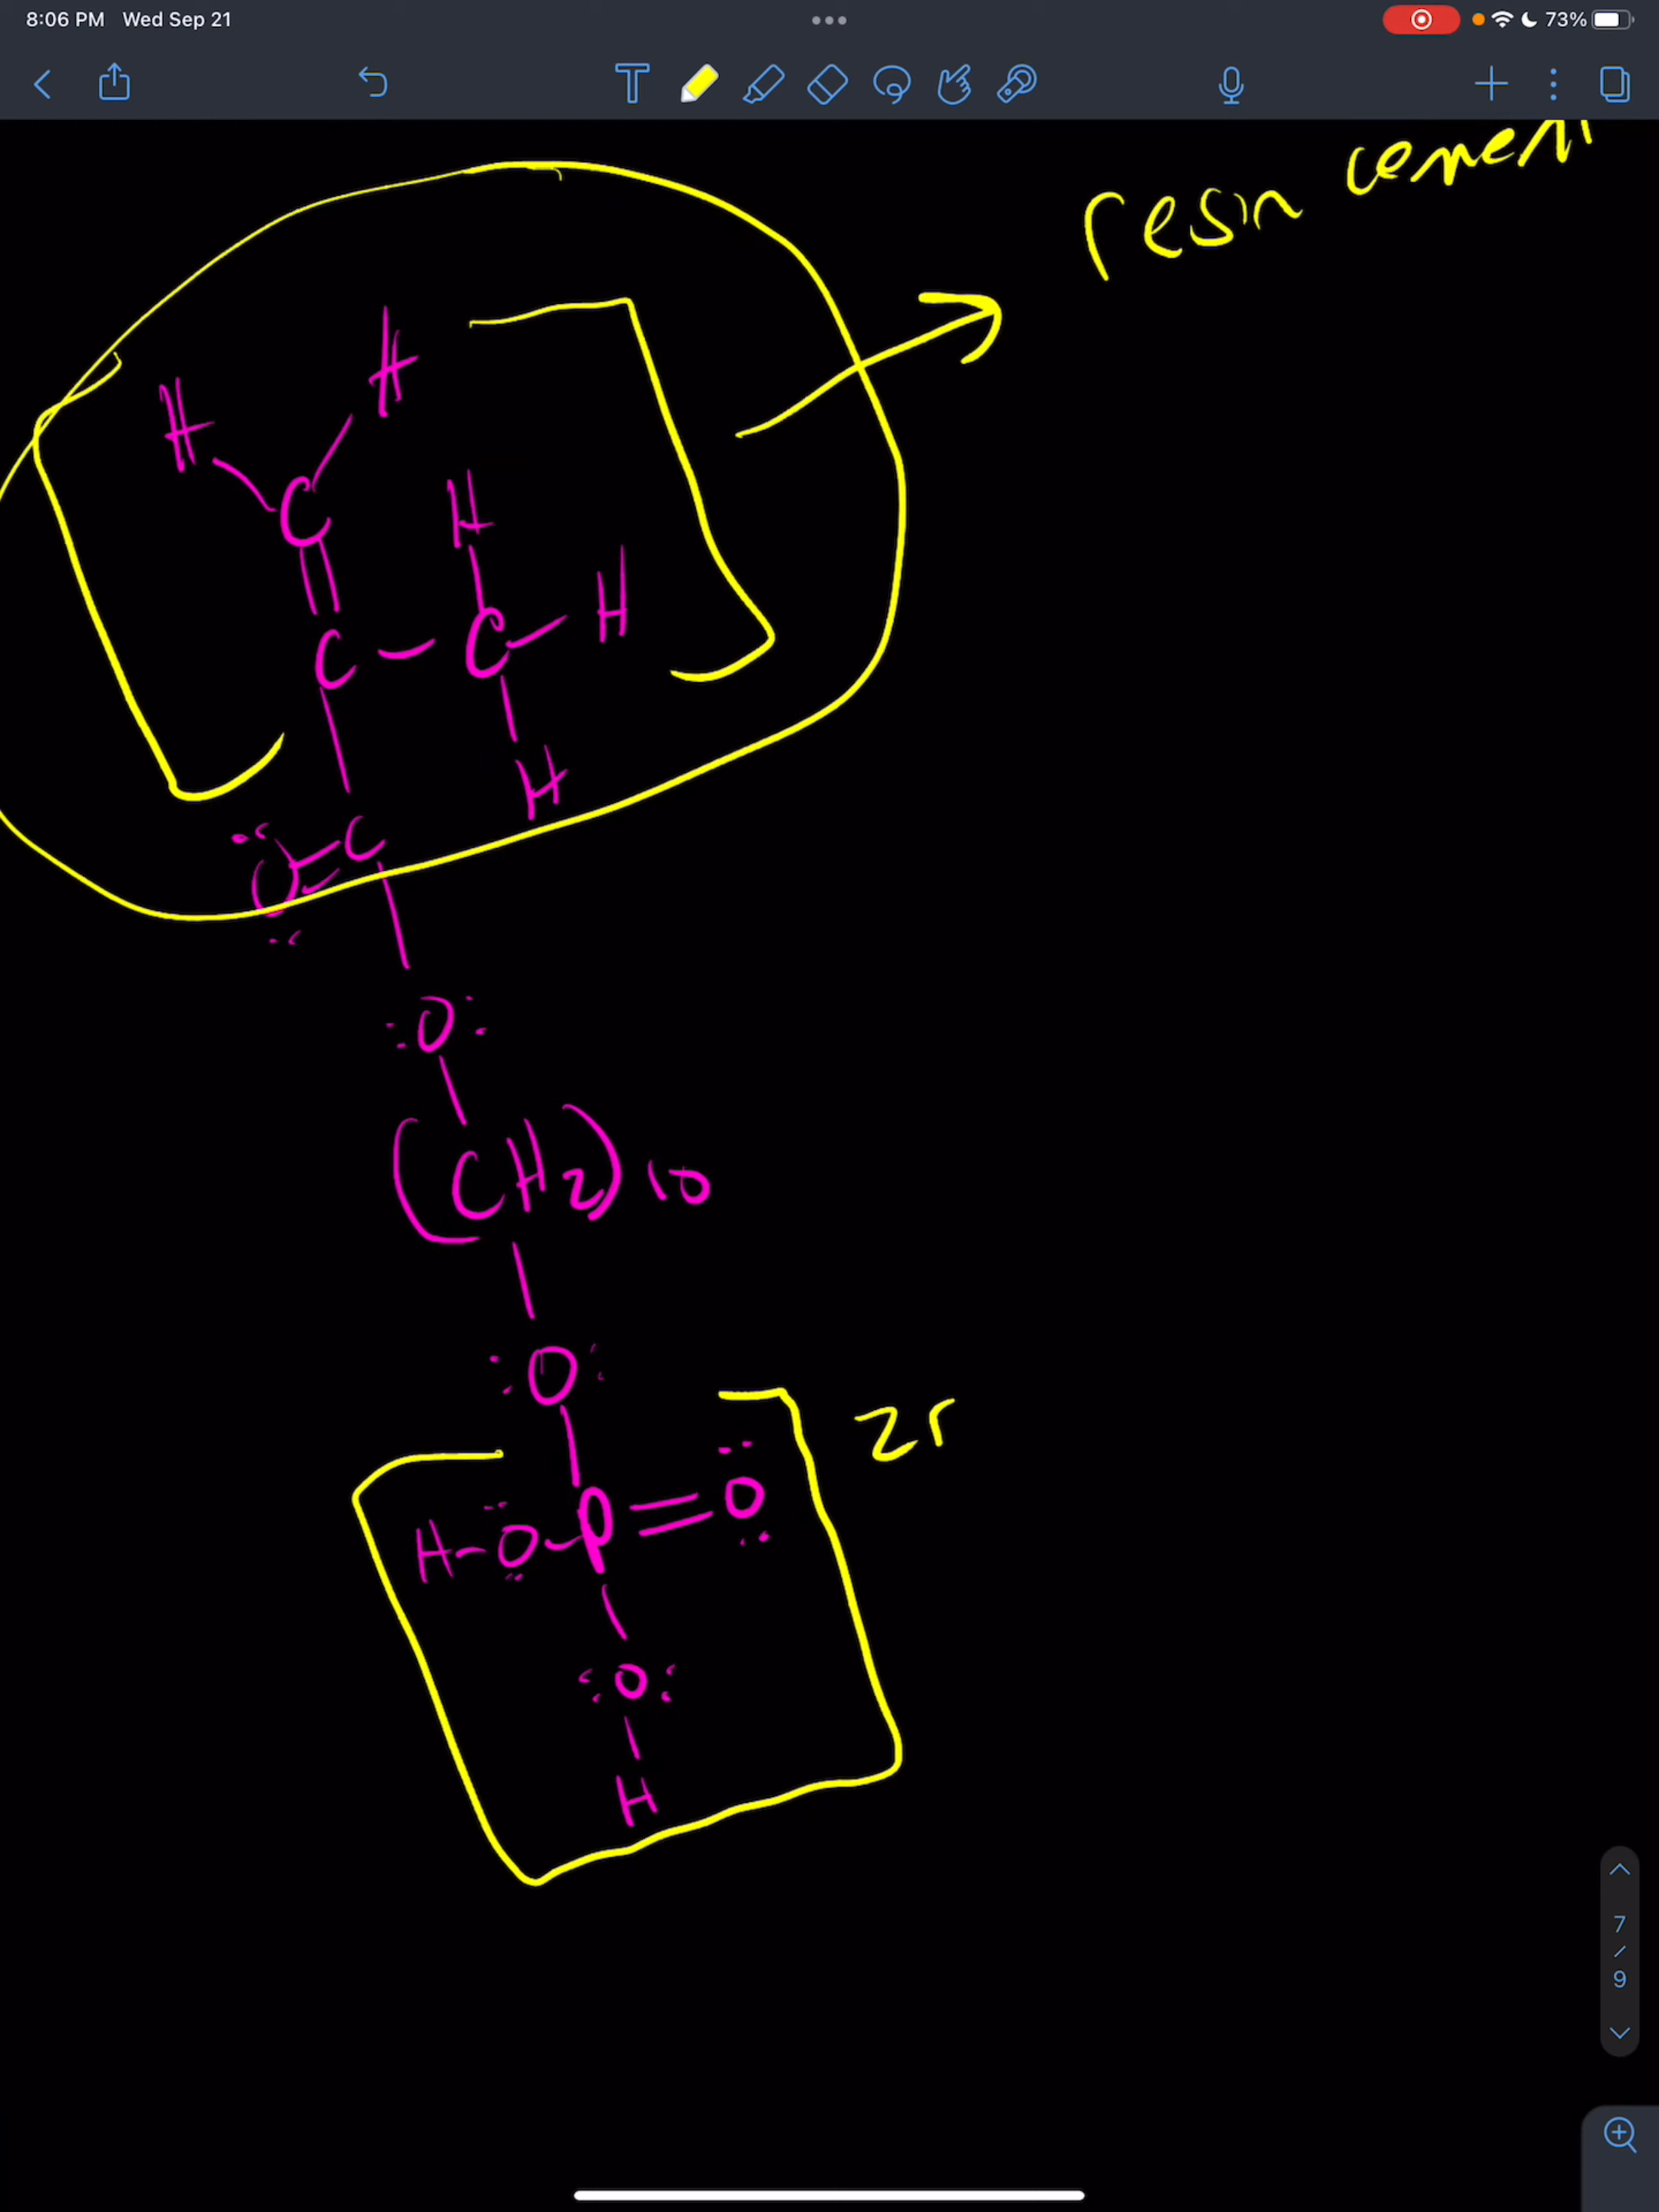 8:06 PM Wed Sep 21
73%
T
cement
resin
H
H
C
H
H
C
C
H
C
O
O
(CH2)10
O
Zr
O
H-O-P=O
O
H
7
/
9